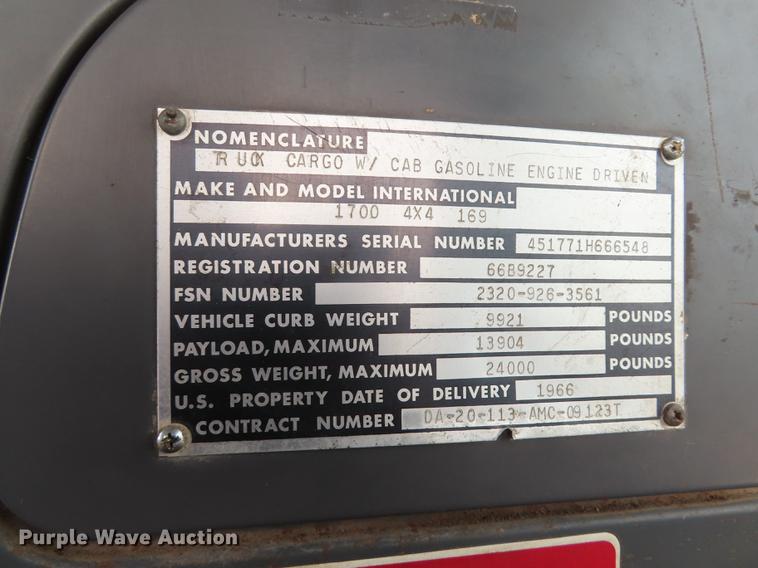 NOMENCLATURE
RUCK CARGO W/ CAB GASOLINE ENGINE DRIVEN
MAKE AND MODEL INTERNATIONAL
1700 4X4 169
MANUFACTURERS SERIAL NUMBER 451771H666548
REGISTRATION NUMBER 66B9227
FSN NUMBER 2320-926-3561
VEHICLE CURB WEIGHT 9921 POUNDS
PAYLOAD, MAXIMUM 13904 POUNDS
GROSS WEIGHT, MAXIMUM 24000 POUNDS
U.S. PROPERTY DATE OF DELIVERY 1966
CONTRACT NUMBER DA-20-113-AMC-09123T
Purple Wave Auction